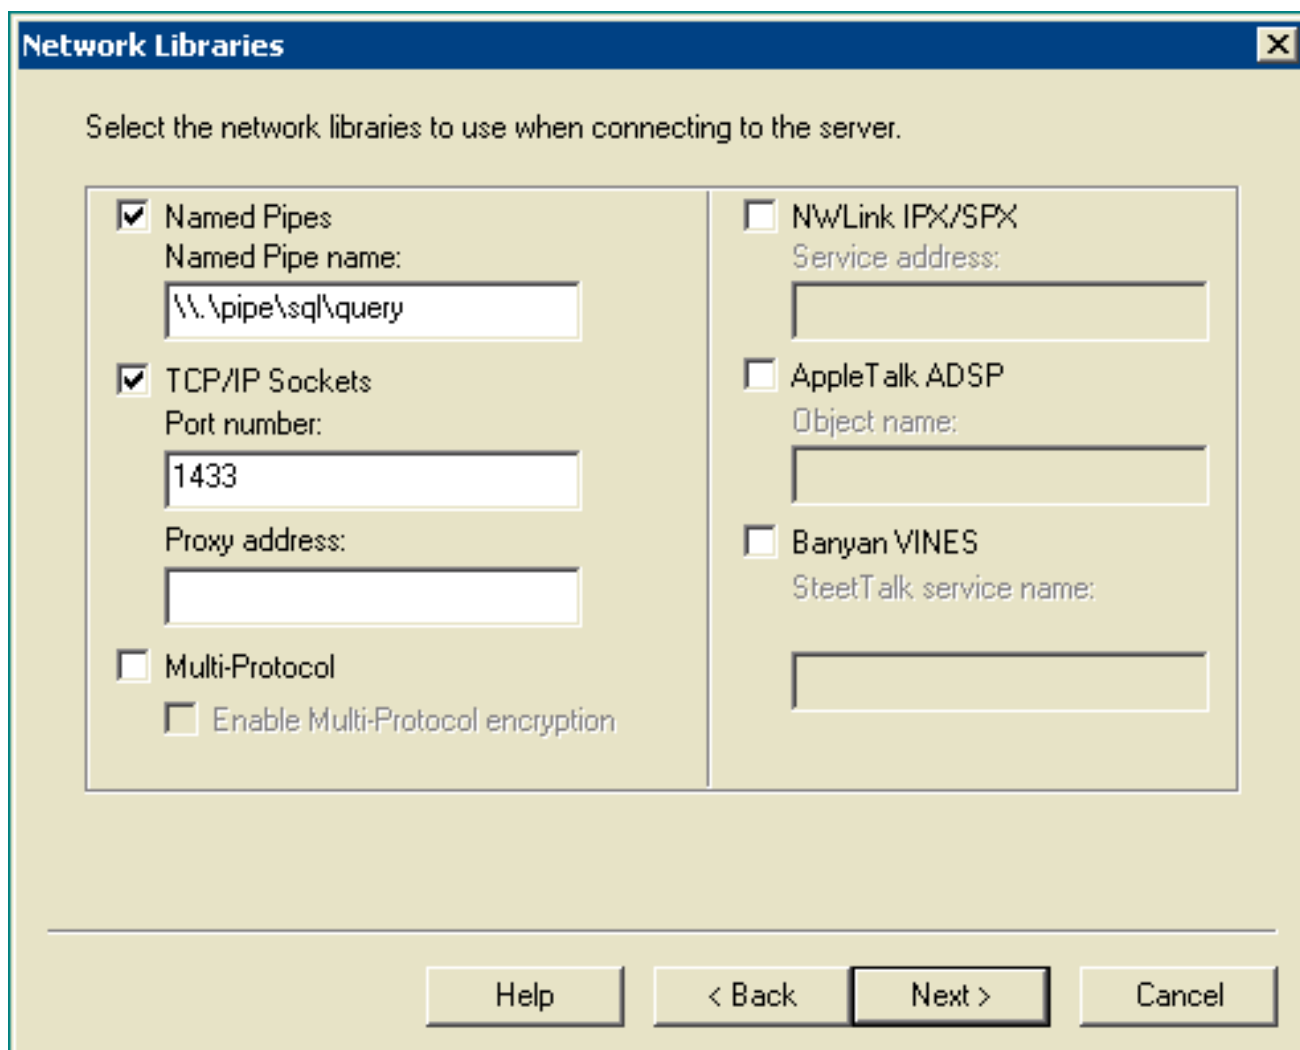 Network Libraries
Select the network libraries to use when connecting to the server.
Named Pipes
Named Pipe name:
\\.\pipe\sql\query
TCP/IP Sockets
Port number:
1433
Proxy address:
Multi-Protocol
Enable Multi-Protocol encryption
NWLink IPX/SPX
Service address:
AppleTalk ADSP
Object name:
Banyan VINES
SteetTalk service name:
Help
< Back
Next >
Cancel